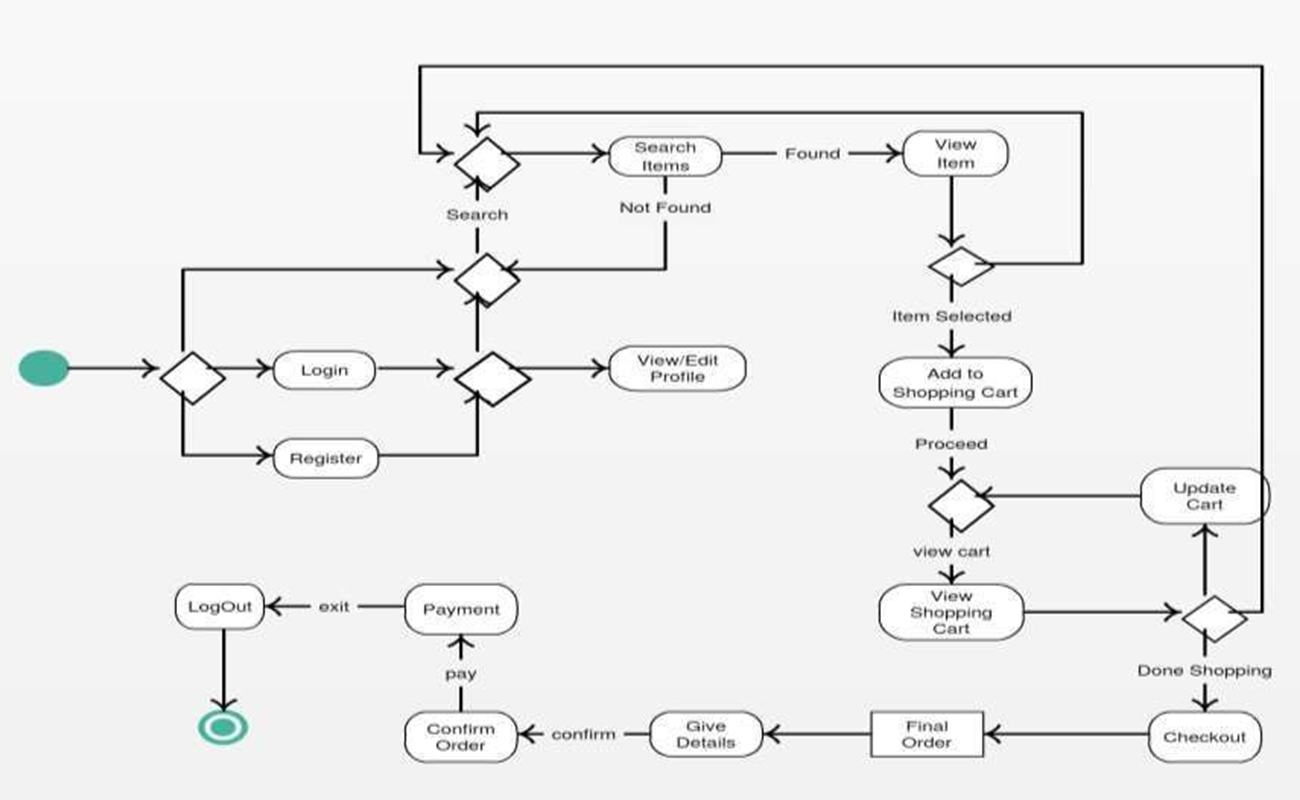 Search
Items
Found
View
Item
Search
Not Found
Item Selected
Login
View/Edit
Profile
Add to
Shopping Cart
Register
Proceed
Update
Cart
view cart
LogOut
exit
Payment
View
Shopping
Cart
pay
Done Shopping
Confirm
Order
confirm
Give
Details
Final
Order
Checkout